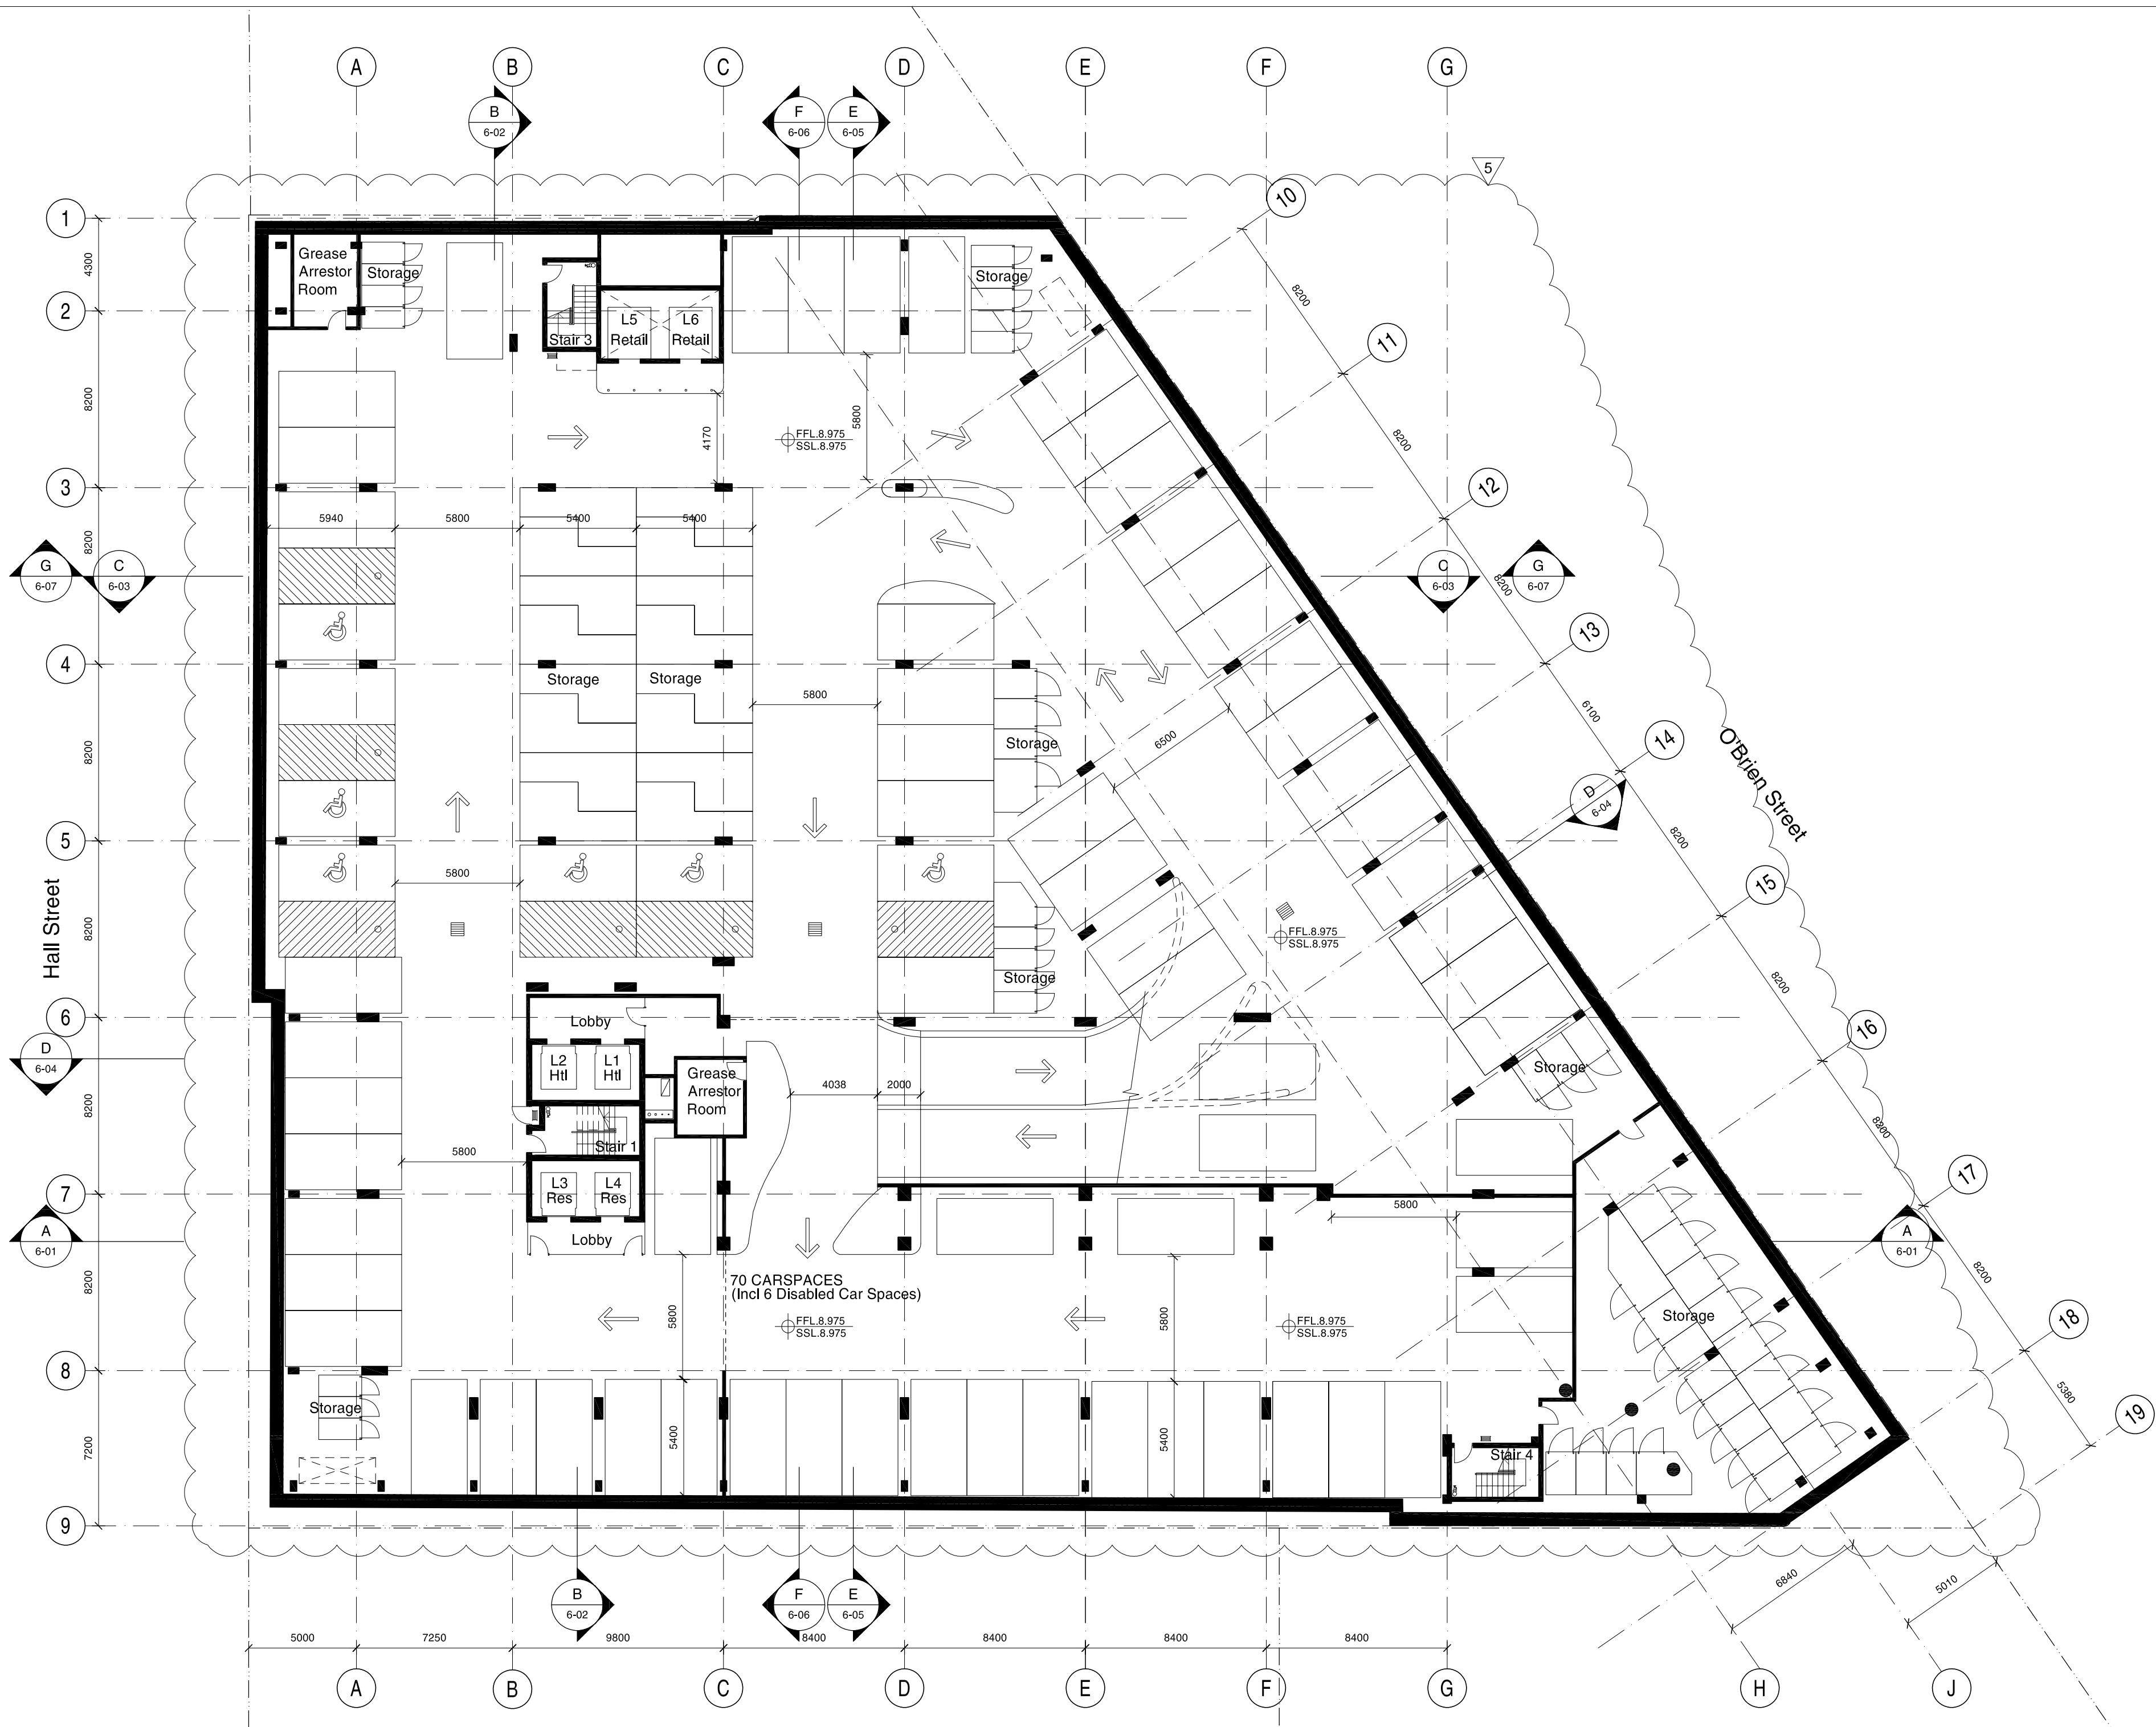 A
B
C
D
E
F
G
B
6-02
F
6-06
E
6-05
5
10
1
4300
Grease
Arrestor
Room
Storage
Storage
2
L5
Retail
L6
Retail
Stair 3
8200
11
8200
5800
4170
FFL.8.975
SSL.8.975
8200
3
12
5940
5800
5400
5400
8200
G
6-07
C
6-03
C
6-03
G
6-07
8200
13
4
Storage
Storage
5800
6500
Storage
8200
6100
14
O'Brien Street
D
6-04
5
8200
5800
15
Hall Street
8200
FFL.8.975
SSL.8.975
Storage
8200
6
Lobby
16
D
6-04
L2
Htl
L1
Htl
Grease
Arrestor
Room
4038
2000
Storage
8200
8200
Stair 1
5800
17
7
L3
Res
L4
Res
5800
A
6-01
Lobby
A
6-01
8200
70 CARSPACES
(Incl 6 Disabled Car Spaces)
8200
5800
5800
FFL.8.975
SSL.8.975
FFL.8.975
SSL.8.975
Storage
18
8
5380
Storage
19
7200
5400
5400
Stair 4
9
B
6-02
F
6-06
E
6-05
6840
5010
5000
7250
9800
8400
8400
8400
8400
A
B
C
D
E
F
G
H
J